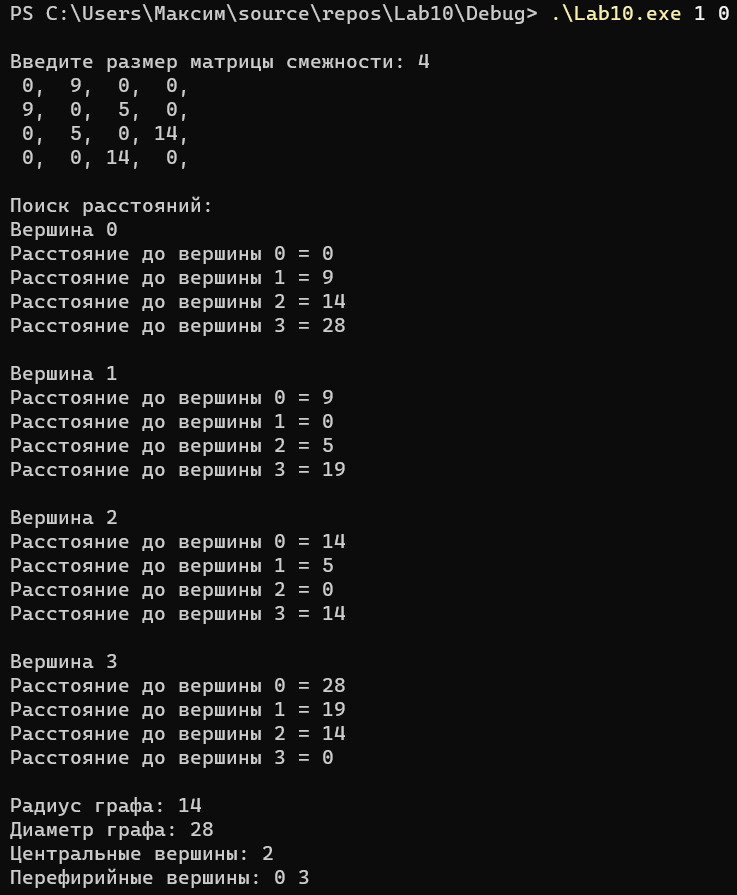 PS C:\Users\Максим\source\repos\Lab10\Debug> .\Lab10.exe 1 0
Введите размер матрицы смежности: 4
0, 9, 0, 0,
9, 0, 5, 0,
0, 5, 0, 14,
0, 0, 14, 0,
Поиск расстояний:
Вершина 0
Расстояние до вершины 0 = 0
Расстояние до вершины 1 = 9
Расстояние до вершины 2 = 14
Расстояние до вершины 3 = 28
Вершина 1
Расстояние до вершины 0 = 9
Расстояние до вершины 1 = 0
Расстояние до вершины 2 = 5
Расстояние до вершины 3 = 19
Вершина 2
Расстояние до вершины 0 = 14
Расстояние до вершины 1 = 5
Расстояние до вершины 2 = 0
Расстояние до вершины 3 = 14
Вершина 3
Расстояние до вершины 0 = 28
Расстояние до вершины 1 = 19
Расстояние до вершины 2 = 14
Расстояние до вершины 3 = 0
Радиус графа: 14
Диаметр графа: 28
Центральные вершины: 2
Перефирийные вершины: 0 3